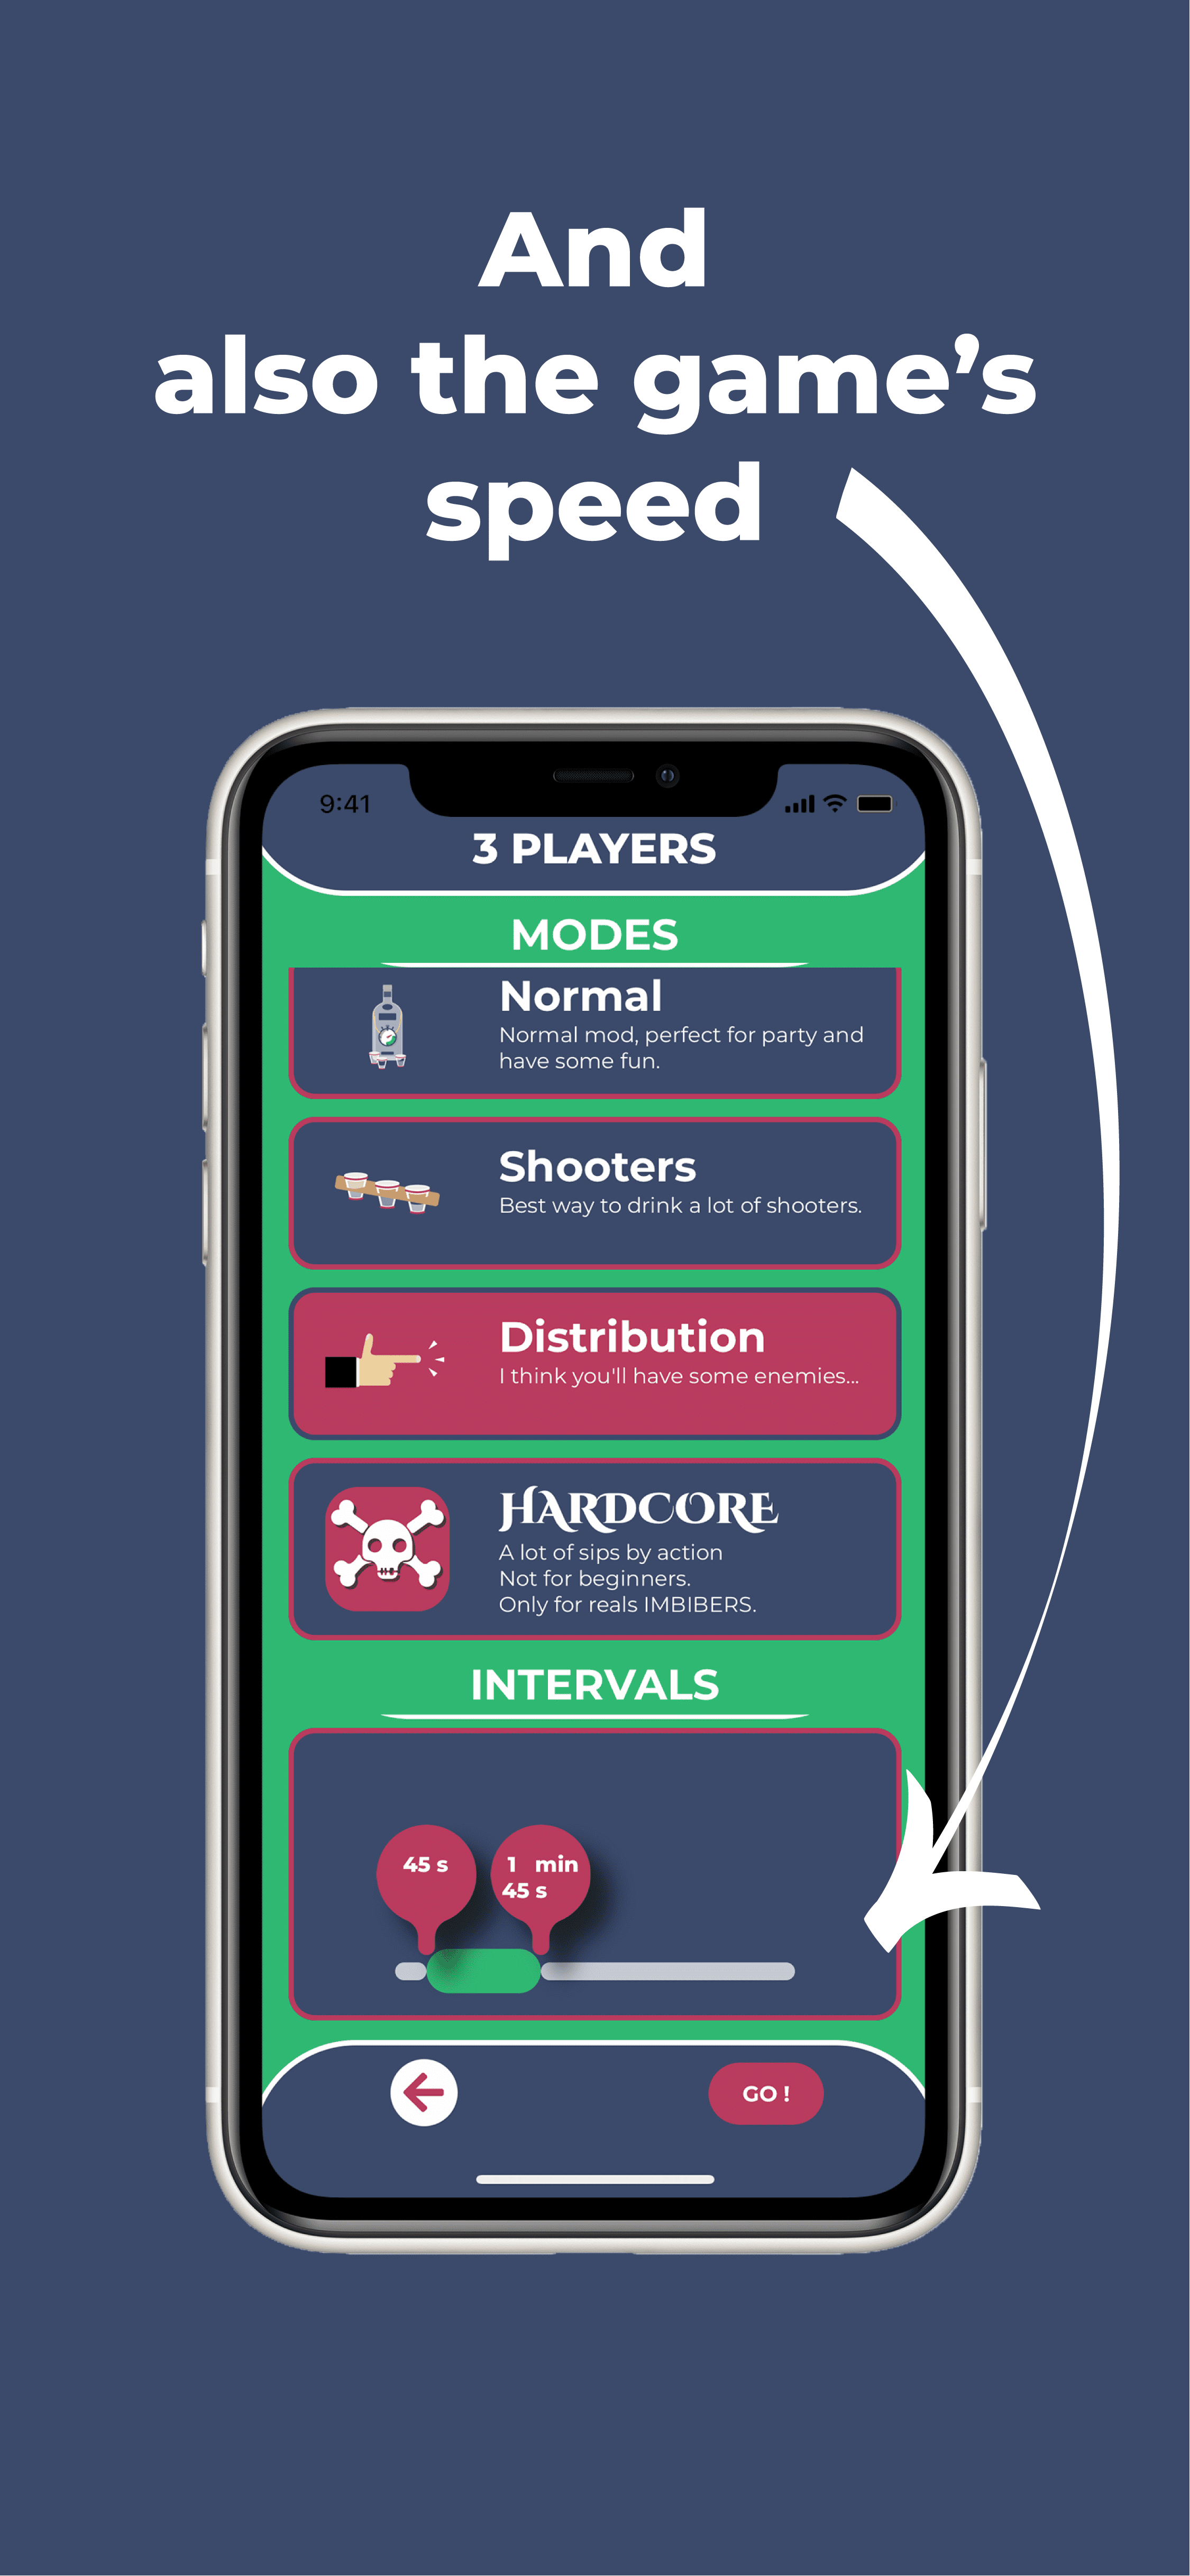 And
also the game’s
speed
9:41
3 PLAYERS
MODES
Normal
Normal mod, perfect for party and
have some fun.
Shooters
Best way to drink a lot of shooters.
Distribution
I think you'll have some enemies...
HARDCORE
A lot of sips by action
Not for beginners.
Only for reals IMBIBERS.
INTERVALS
45 s
1 min
45 s
GO !